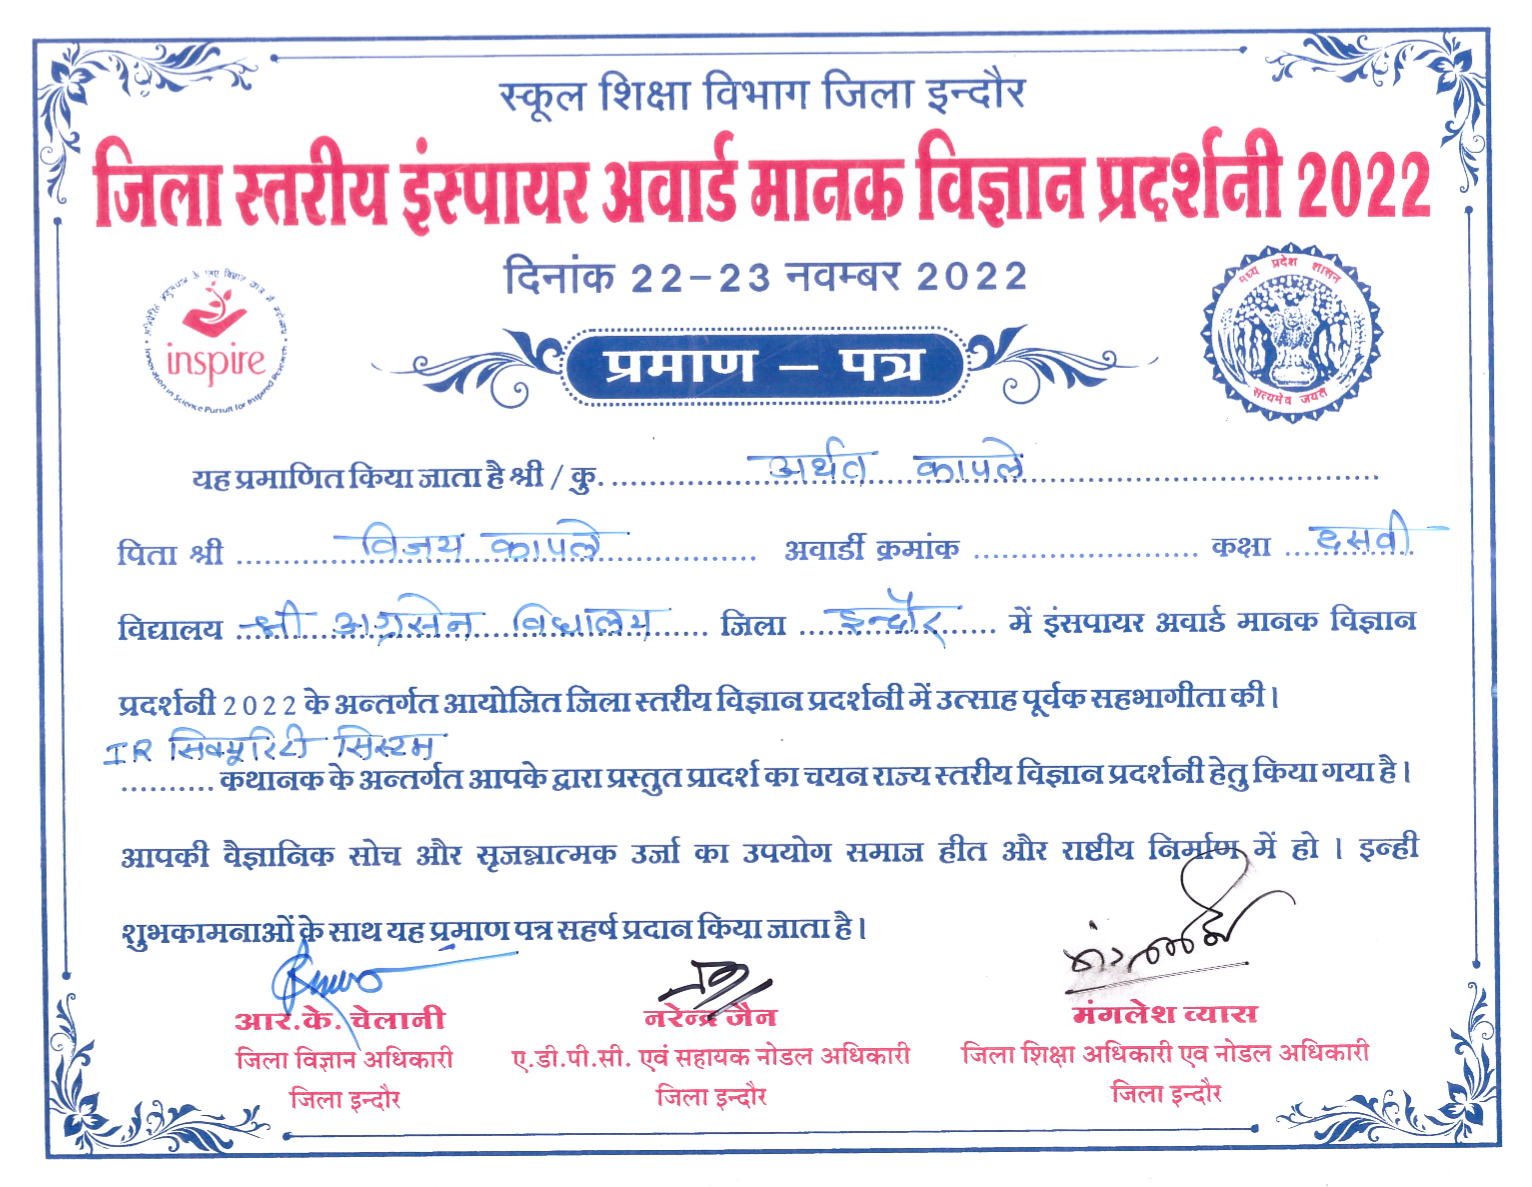 स्कूल शिक्षा विभाग जिला इन्दौर
जिला स्तरीय इंस्पायर अवार्ड मानक विज्ञान प्रदर्शनी 2022
दिनांक 22-23 नवम्बर 2022
inspire
Innovation in Science Pursuit for Inspired Research
मध्य प्रदेश शासन
सत्यमेव जयते
प्रमाण - पत्र
यह प्रमाणित किया जाता है श्री / कु. अर्थव कापले
पिता श्री विजय कापले अवार्डी क्रमांक कक्षा दसवी
विद्यालय श्री अग्रसेन विद्यालय जिला इन्दौर में इंसपायर अवार्ड मानक विज्ञान
प्रदर्शनी 2022 के अन्तर्गत आयोजित जिला स्तरीय विज्ञान प्रदर्शनी में उत्साह पूर्वक सहभागीता की।
IR सिक्यूरिटी सिस्टम
.......... कथानक के अन्तर्गत आपके द्वारा प्रस्तुत प्रादर्श का चयन राज्य स्तरीय विज्ञान प्रदर्शनी हेतु किया गया है।
आपकी वैज्ञानिक सोच और सृजन्नात्मक उर्जा का उपयोग समाज हीत और राष्टीय निर्माण में हो । इन्ही
शुभकामनाओं के साथ यह प्रमाण पत्र सहर्ष प्रदान किया जाता है।
आर.के. चेलानी
जिला विज्ञान अधिकारी
जिला इन्दौर
नरेन्द्र जैन
ए.डी.पी.सी. एवं सहायक नोडल अधिकारी
जिला इन्दौर
मंगलेश व्यास
जिला शिक्षा अधिकारी एव नोडल अधिकारी
जिला इन्दौर